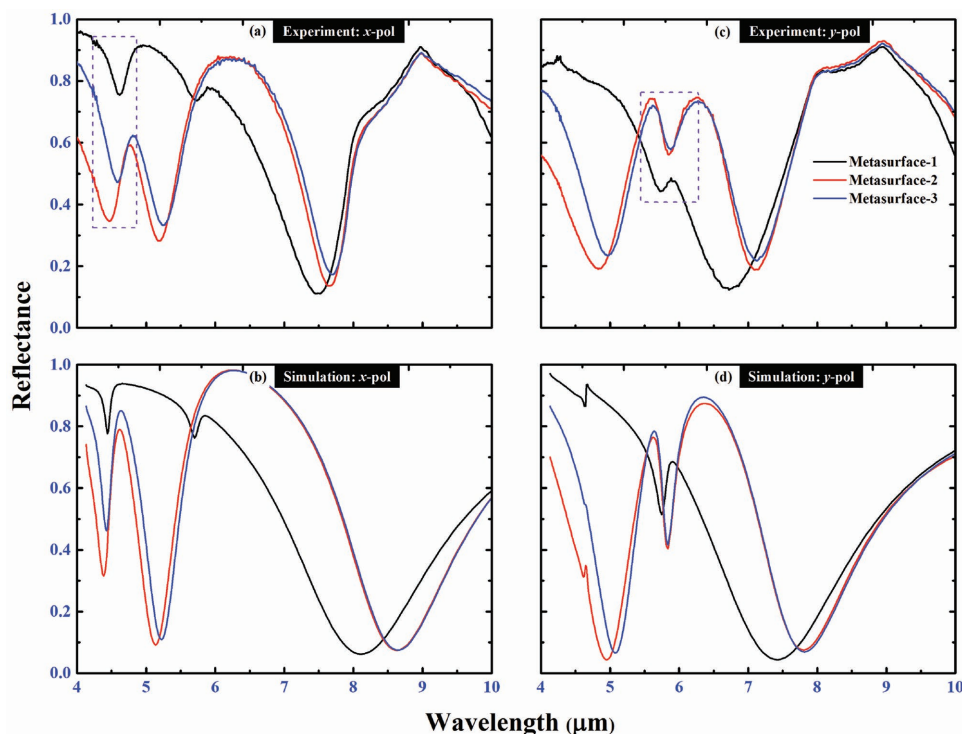 (a) Experiment: x-pol
(c) Experiment: y-pol
1.0
0.8
0.6
0.4
0.2
0.0
Metasurface-1
Metasurface-2
Metasurface-3
Reflectance
(b) Simulation: x-pol
(d) Simulation: y-pol
0.8
0.6
0.4
0.2
0.0
4 5 6 7 8 9 10
4 5 6 7 8 9 10
Wavelength (μm)